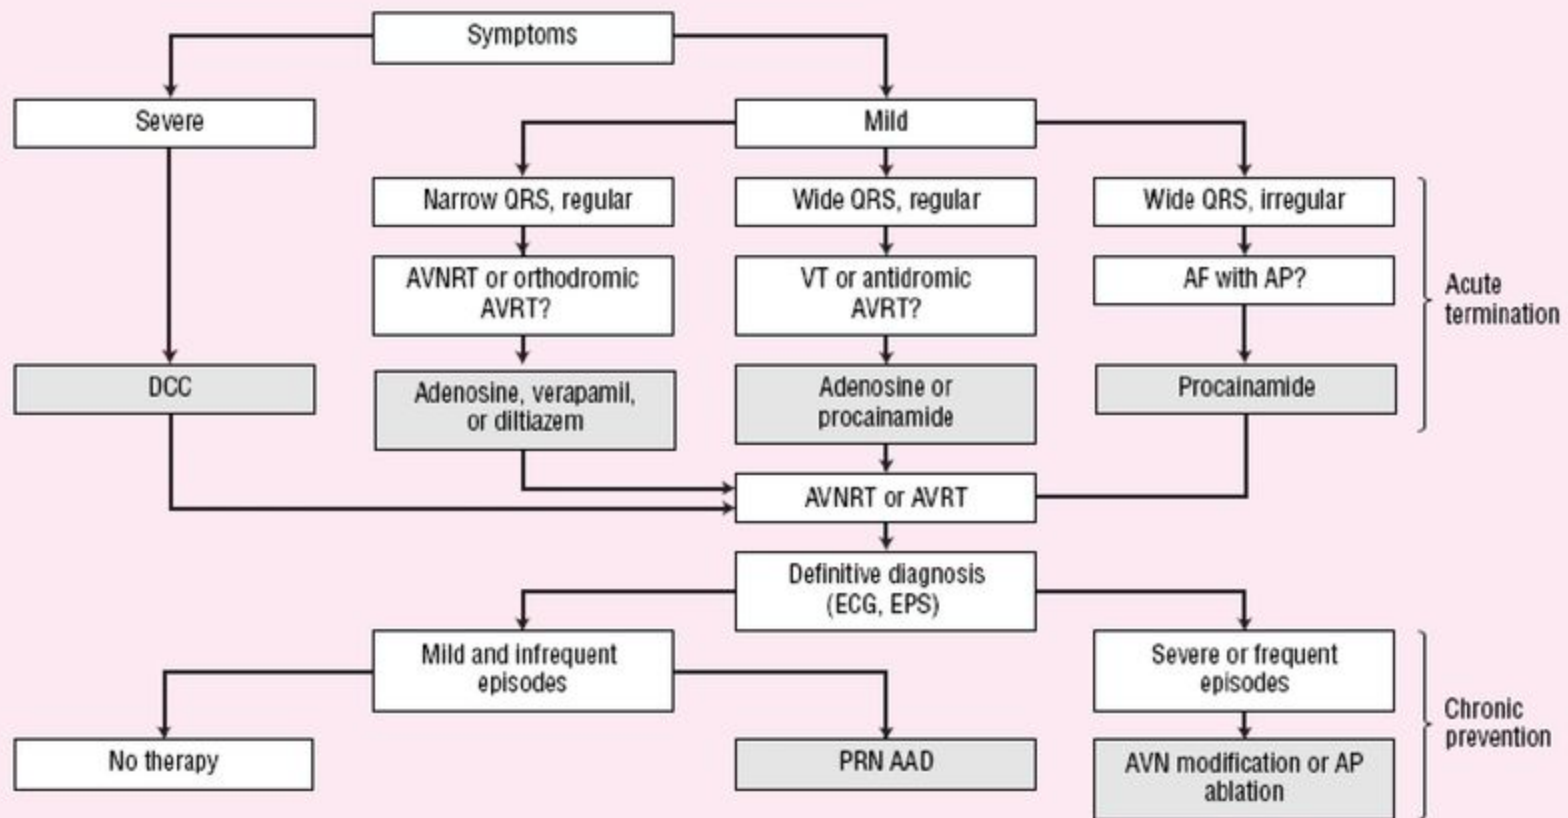 Symptoms
Severe
Mild
Narrow QRS, regular
Wide QRS, regular
Wide QRS, irregular
AVNRT or orthodromic
AVRT?
VT or antidromic
AVRT?
AF with AP?
Acute
termination
DCC
Adenosine, verapamil,
or diltiazem
Adenosine or
procainamide
Procainamide
AVNRT or AVRT
Definitive diagnosis
(ECG, EPS)
Mild and infrequent
episodes
Severe or frequent
episodes
Chronic
prevention
No therapy
PRN AAD
AVN modification or AP
ablation